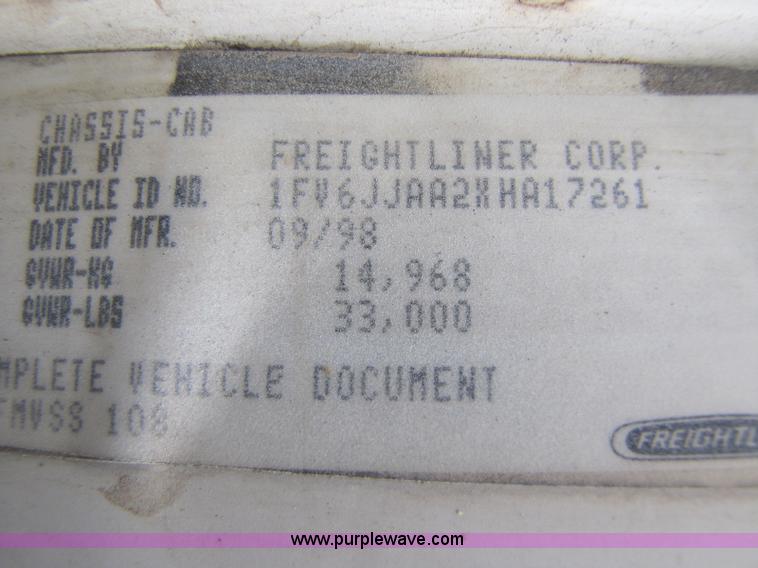 CHASSIS-CAB
MFD. BY FREIGHTLINER CORP.
VEHICLE ID NO. 1FV6JJAA2XHA17261
DATE OF MFR. 09/98
GVWR-KG 14,968
GVWR-LBS 33,000
MPLETE VEHICLE DOCUMENT
FMVSS 108
FREIGHTL
www.purplewave.com